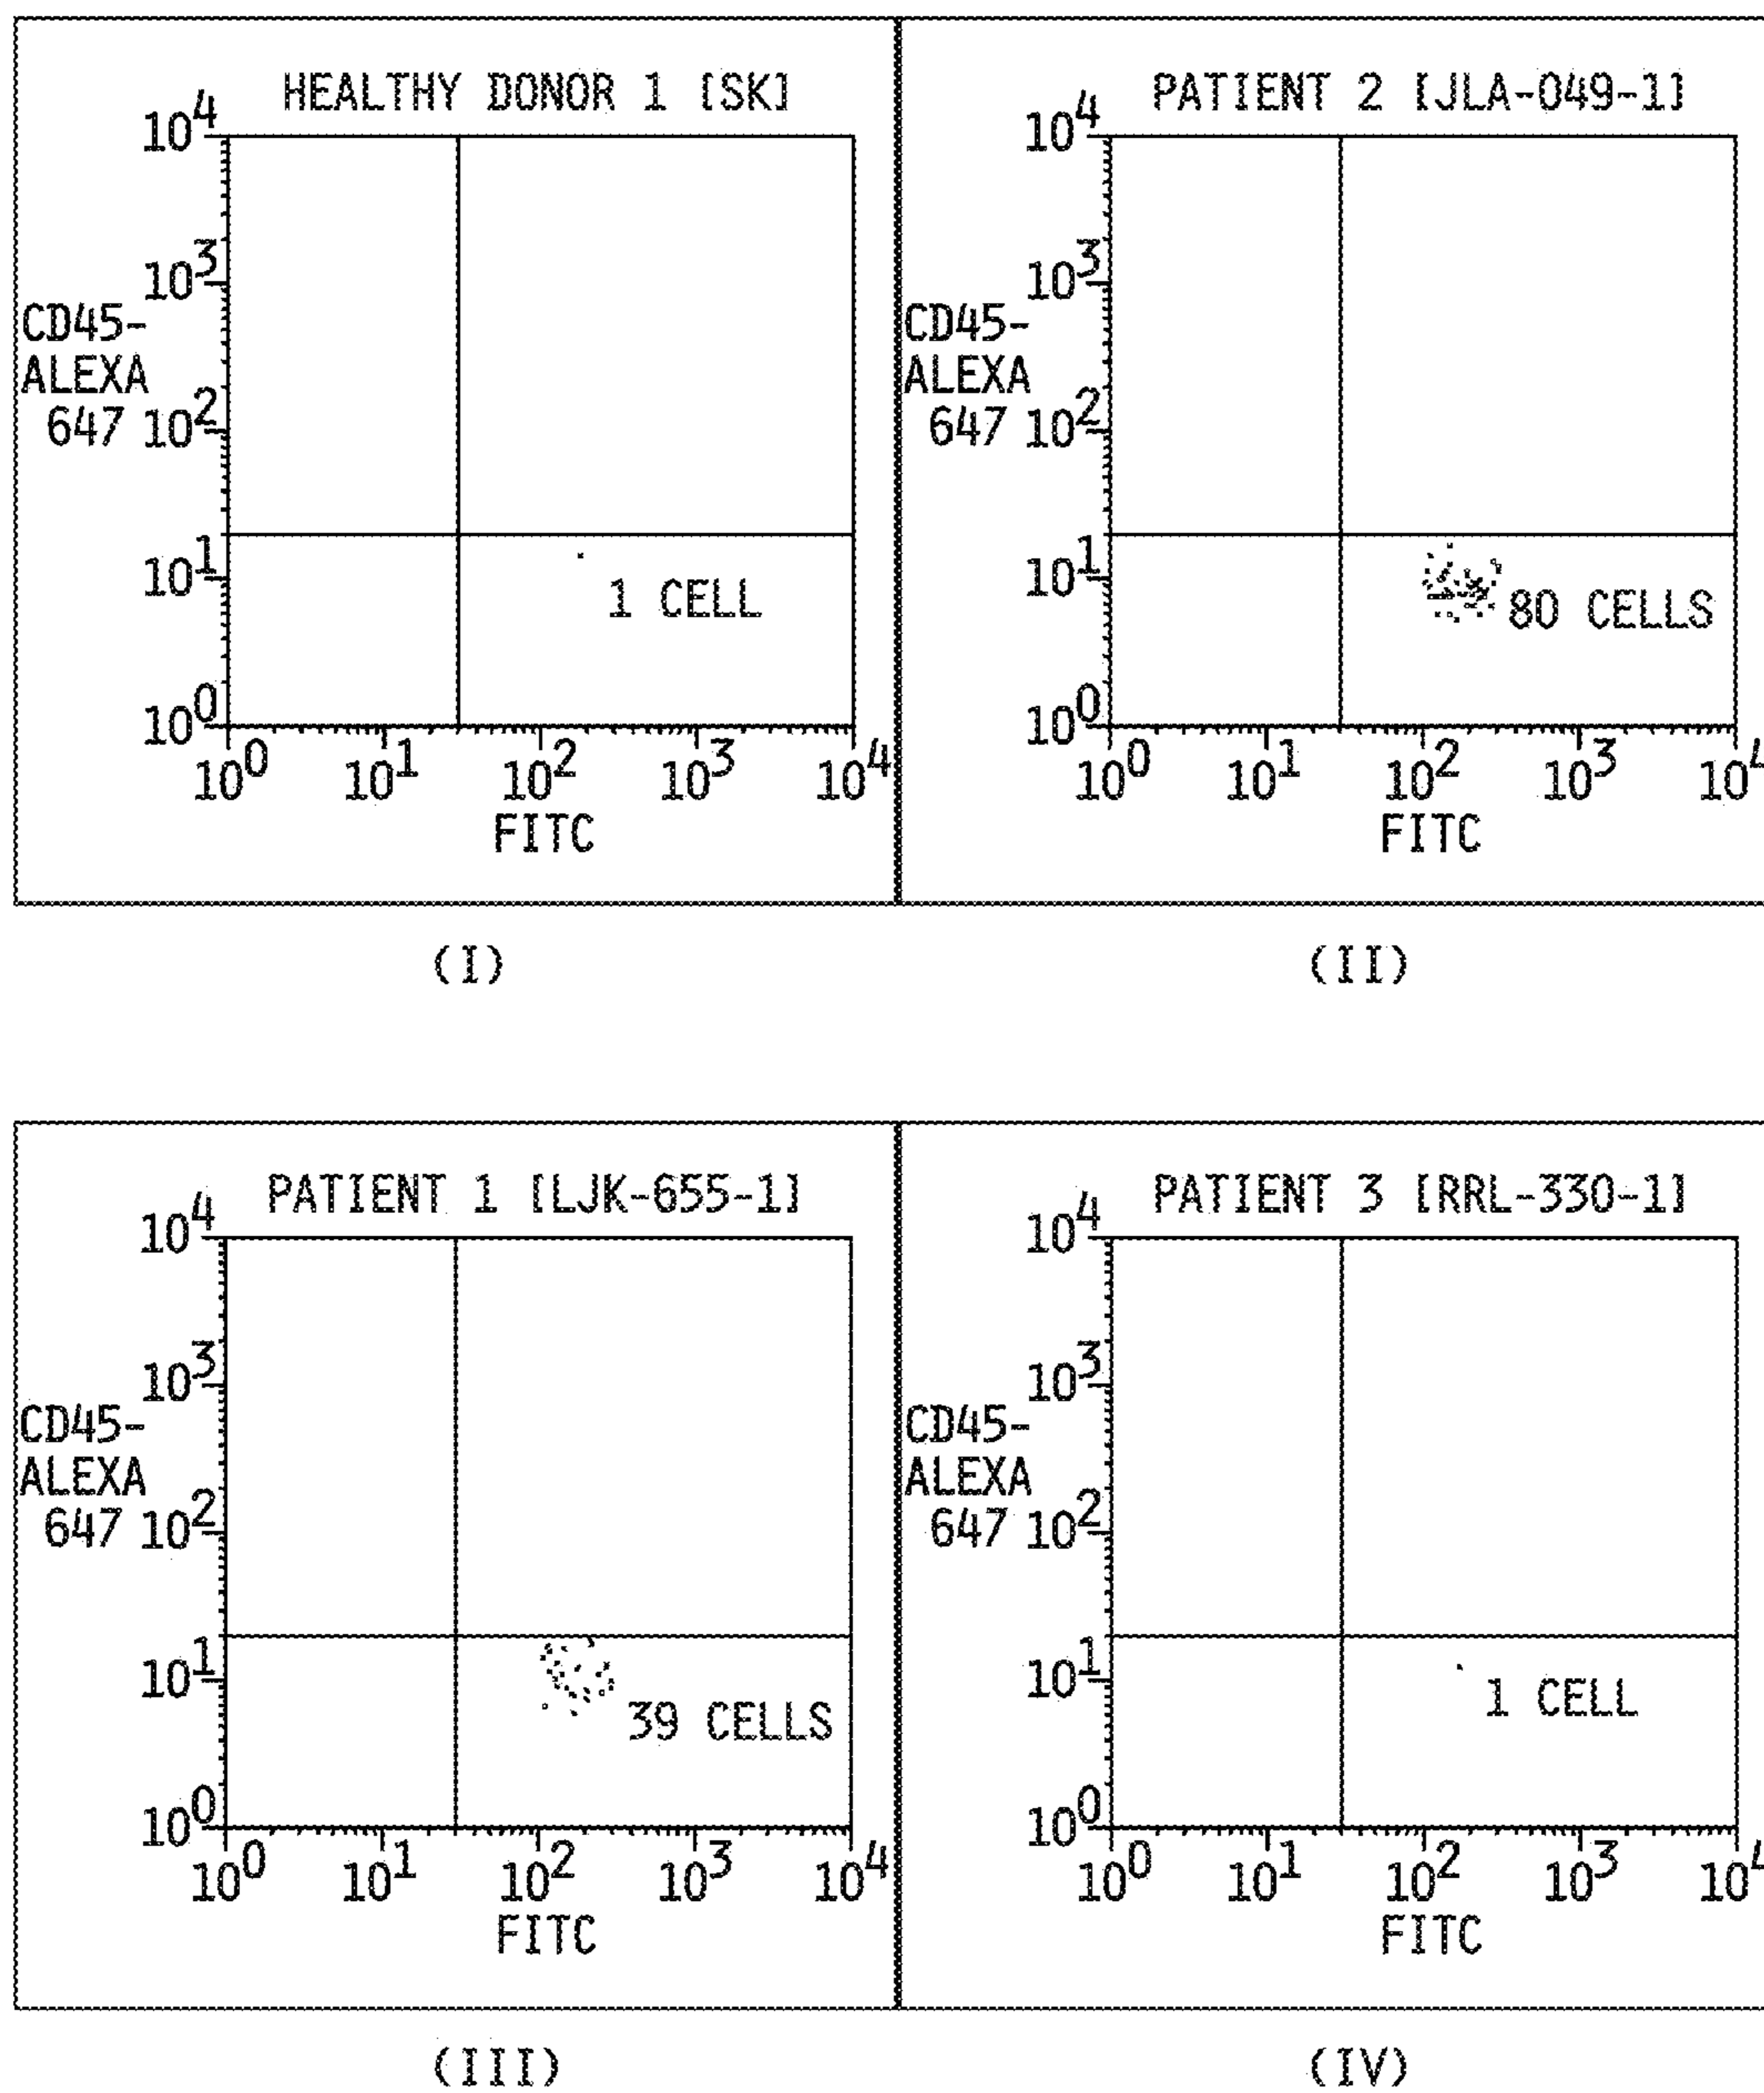 HEALTHY DONOR 1 [SK]
10^4
10^3
CD45-
ALEXA
647
10^2
10^1
1 CELL
10^0
10^0 10^1 10^2 10^3 10^4
FITC
(I)
PATIENT 2 [JLA-049-1]
10^4
10^3
CD45-
ALEXA
647
10^2
10^1
80 CELLS
10^0
10^0 10^1 10^2 10^3 10^4
FITC
(II)
PATIENT 1 [LJK-655-1]
10^4
10^3
CD45-
ALEXA
647
10^2
10^1
39 CELLS
10^0
10^0 10^1 10^2 10^3 10^4
FITC
(III)
PATIENT 3 [RRL-330-1]
10^4
10^3
CD45-
ALEXA
647
10^2
10^1
1 CELL
10^0
10^0 10^1 10^2 10^3 10^4
FITC
(IV)